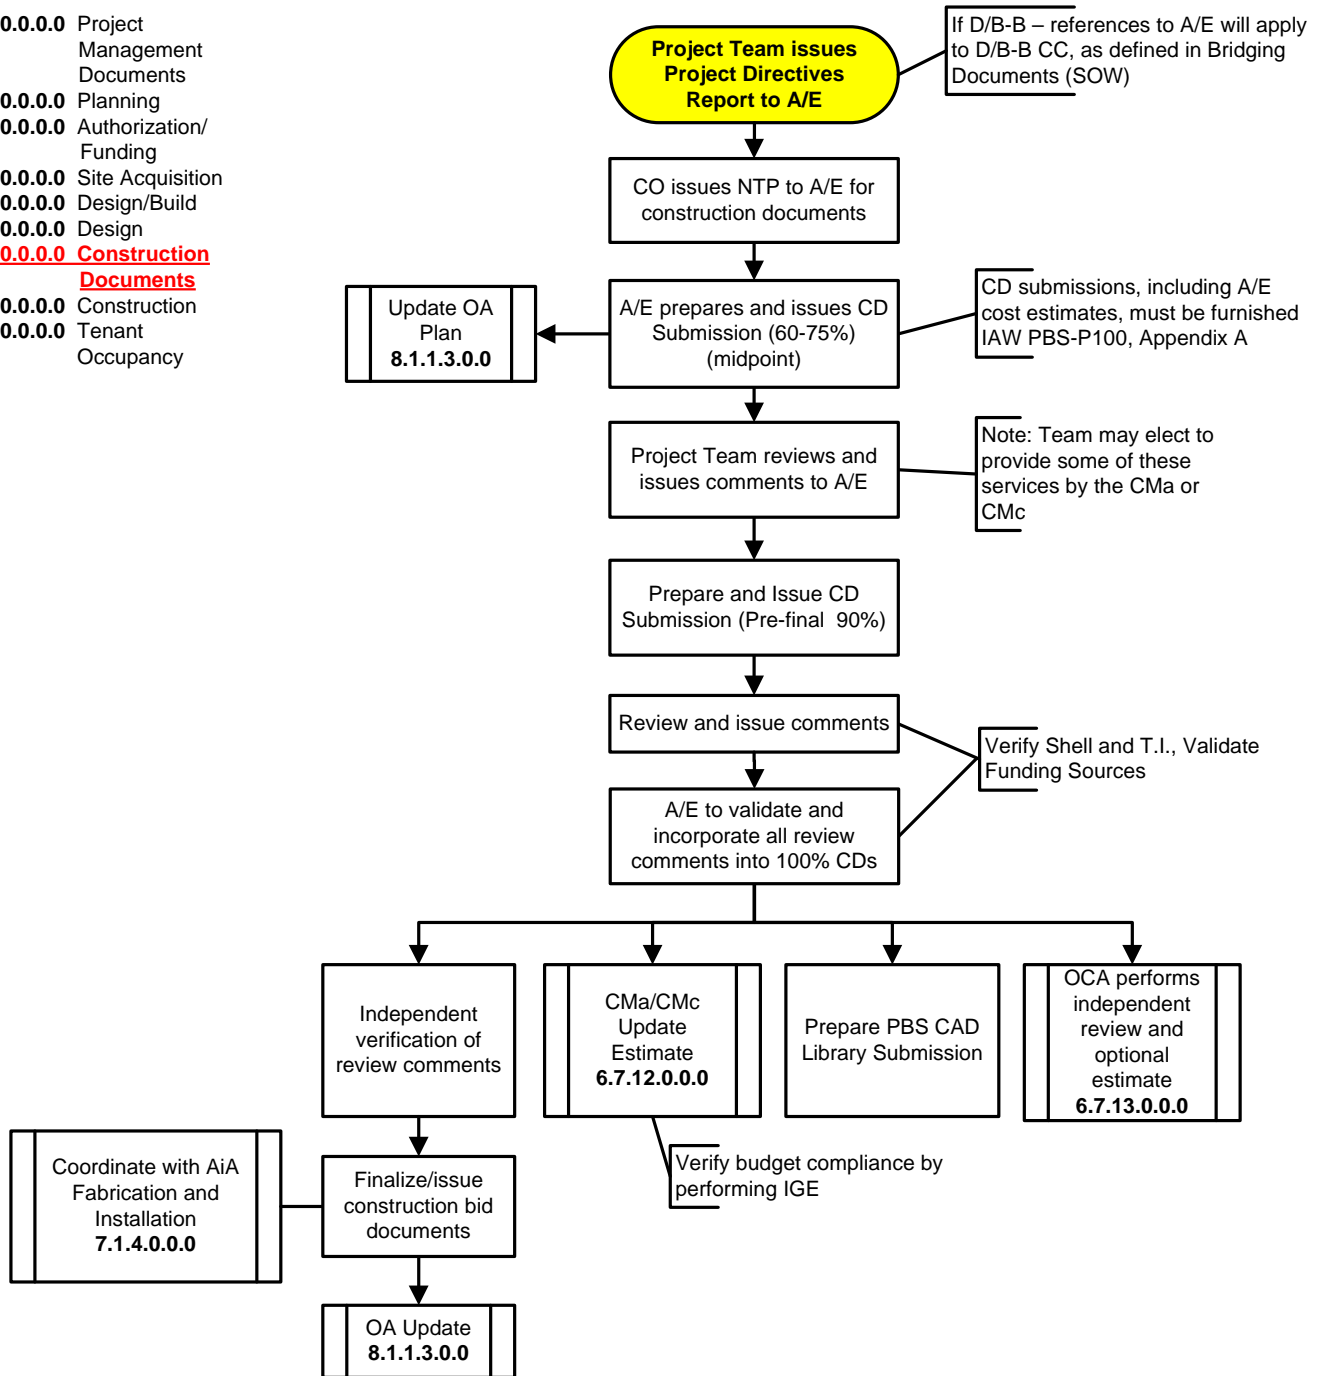 0.0.0.0 Project
Management
Documents
0.0.0.0 Planning
0.0.0.0 Authorization/
Funding
0.0.0.0 Site Acquisition
0.0.0.0 Design/Build
0.0.0.0 Design
0.0.0.0 Construction
Documents
0.0.0.0 Construction
0.0.0.0 Tenant
Occupancy
Project Team issues
Project Directives
Report to A/E
If D/B-B – references to A/E will apply
to D/B-B CC, as defined in Bridging
Documents (SOW)
CO issues NTP to A/E for
construction documents
Update OA
Plan
8.1.1.3.0.0
A/E prepares and issues CD
Submission (60-75%)
(midpoint)
CD submissions, including A/E
cost estimates, must be furnished
IAW PBS-P100, Appendix A
Project Team reviews and
issues comments to A/E
Note: Team may elect to
provide some of these
services by the CMa or
CMc
Prepare and Issue CD
Submission (Pre-final 90%)
Review and issue comments
Verify Shell and T.I., Validate
Funding Sources
A/E to validate and
incorporate all review
comments into 100% CDs
Independent
verification of
review comments
CMa/CMc
Update
Estimate
6.7.12.0.0.0
Prepare PBS CAD
Library Submission
OCA performs
independent
review and
optional
estimate
6.7.13.0.0.0
Coordinate with AiA
Fabrication and
Installation
7.1.4.0.0.0
Finalize/issue
construction bid
documents
Verify budget compliance by
performing IGE
OA Update
8.1.1.3.0.0